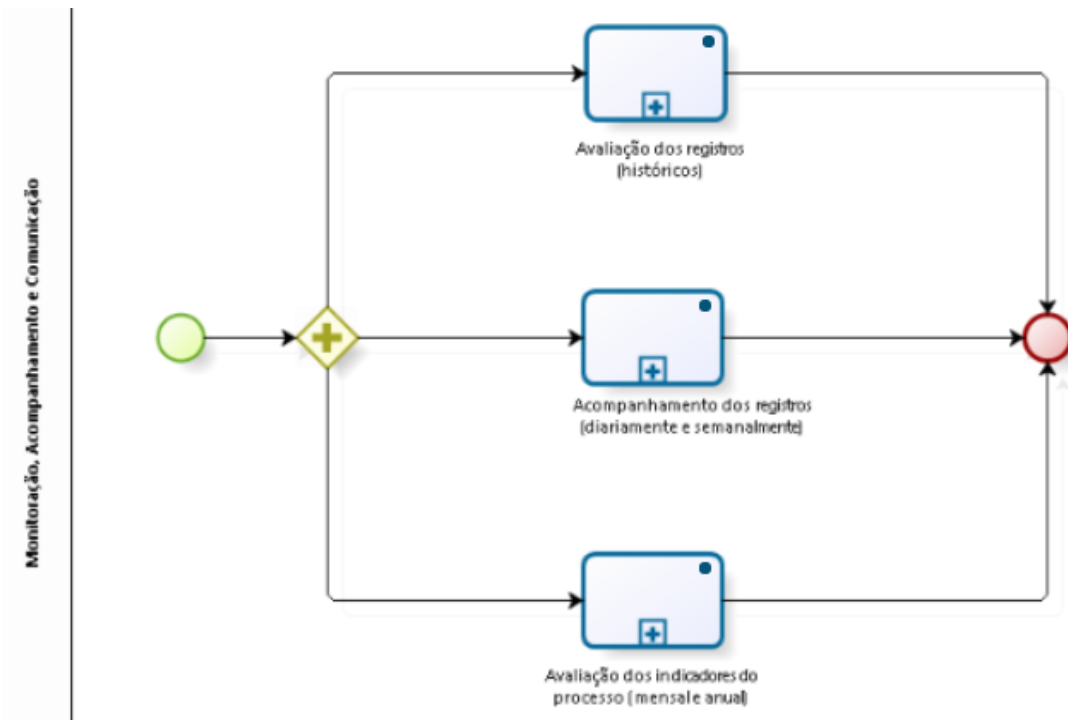 Monitoração, Acompanhamento e Comunicação
Avaliação dos registros
(históricos)
Acompanhamento dos registros
(diariamente e semanalmente)
Avaliação dos indicadores do
processo (mensal e anual)